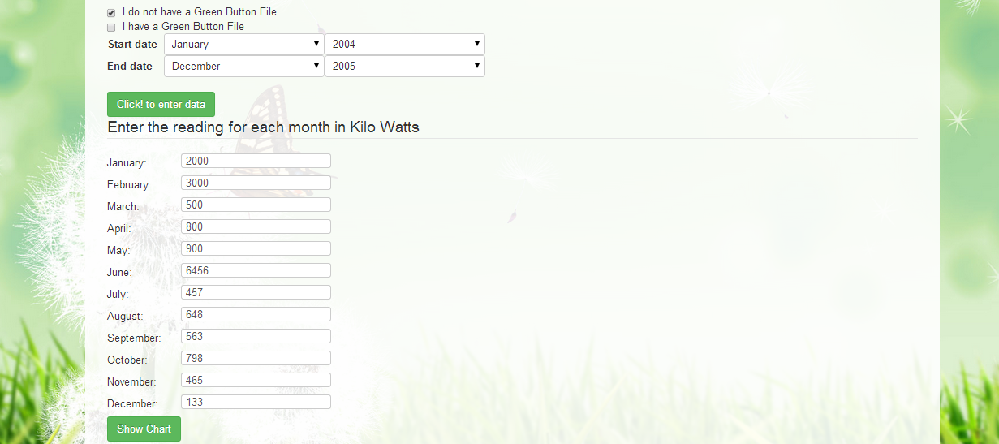 I do not have a Green Button File
I have a Green Button File
Start date January 2004
End date December 2005
Click! to enter data
Enter the reading for each month in Kilo Watts
January: 2000
February: 3000
March: 500
April: 800
May: 900
June: 6456
July: 457
August: 648
September: 563
October: 798
November: 465
December: 133
Show Chart